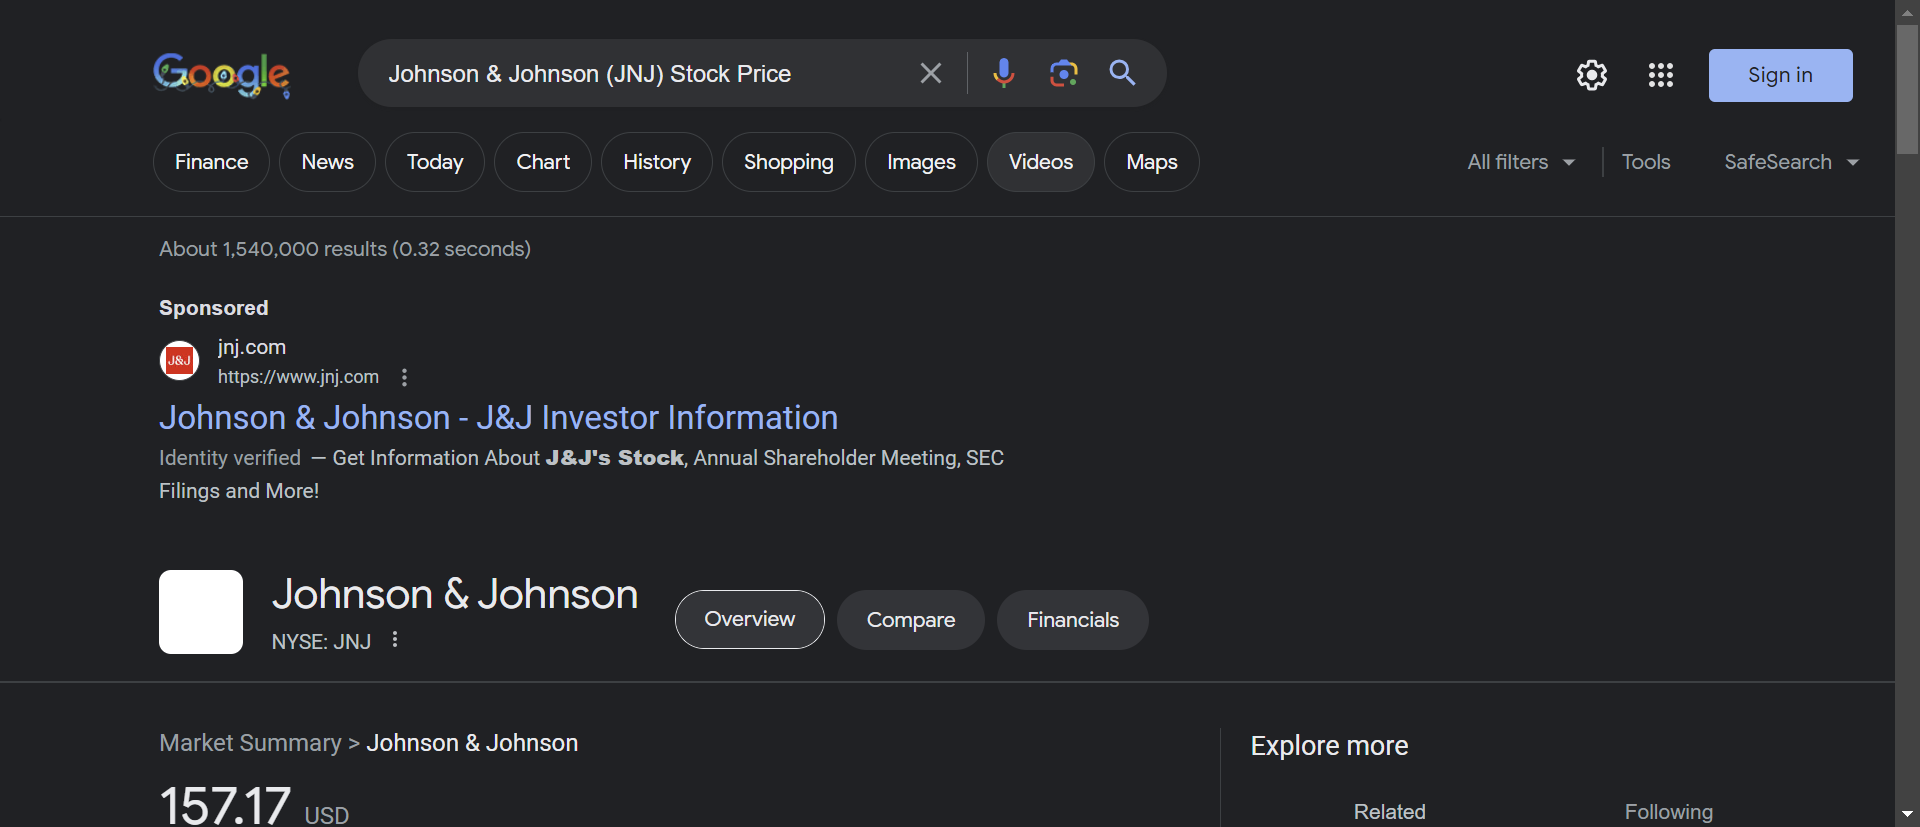 Google
Johnson & Johnson (JNJ) Stock Price
Sign in
Finance News Today Chart History Shopping Images Videos Maps All filters Tools SafeSearch
About 1,540,000 results (0.32 seconds)
Sponsored
J&J
jnj.com
https://www.jnj.com
Johnson & Johnson - J&J Investor Information
Identity verified — Get Information About J&J's Stock, Annual Shareholder Meeting, SEC
Filings and More!
Johnson & Johnson
NYSE: JNJ
Overview Compare Financials
Market Summary > Johnson & Johnson
157.17 USD
Explore more
Related Following